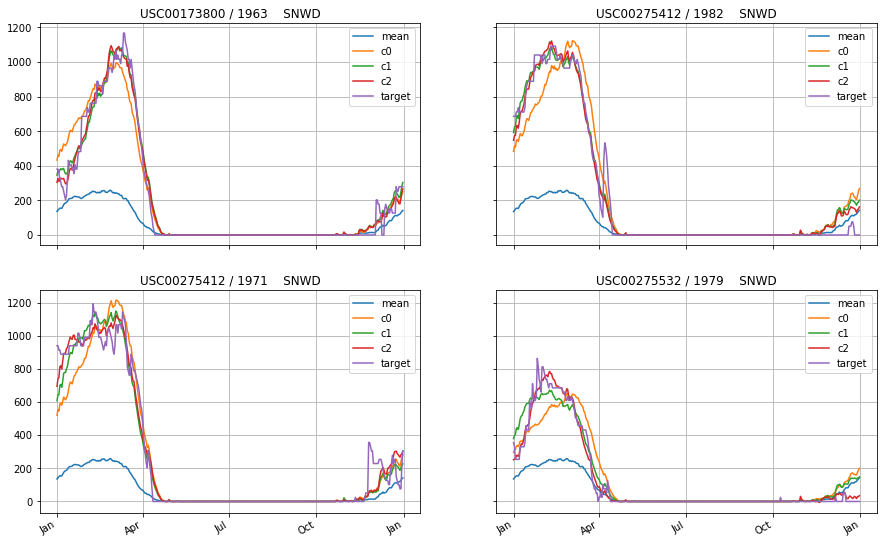 USC00173800 / 1963 SNWD
1200
1000
800
600
400
200
0
mean
c0
c1
c2
target
USC00275412 / 1982 SNWD
mean
c0
c1
c2
target
USC00275412 / 1971 SNWD
1200
1000
800
600
400
200
0
mean
c0
c1
c2
target
Jan
Apr
Jul
Oct
Jan
USC00275532 / 1979 SNWD
mean
c0
c1
c2
target
Jan
Apr
Jul
Oct
Jan